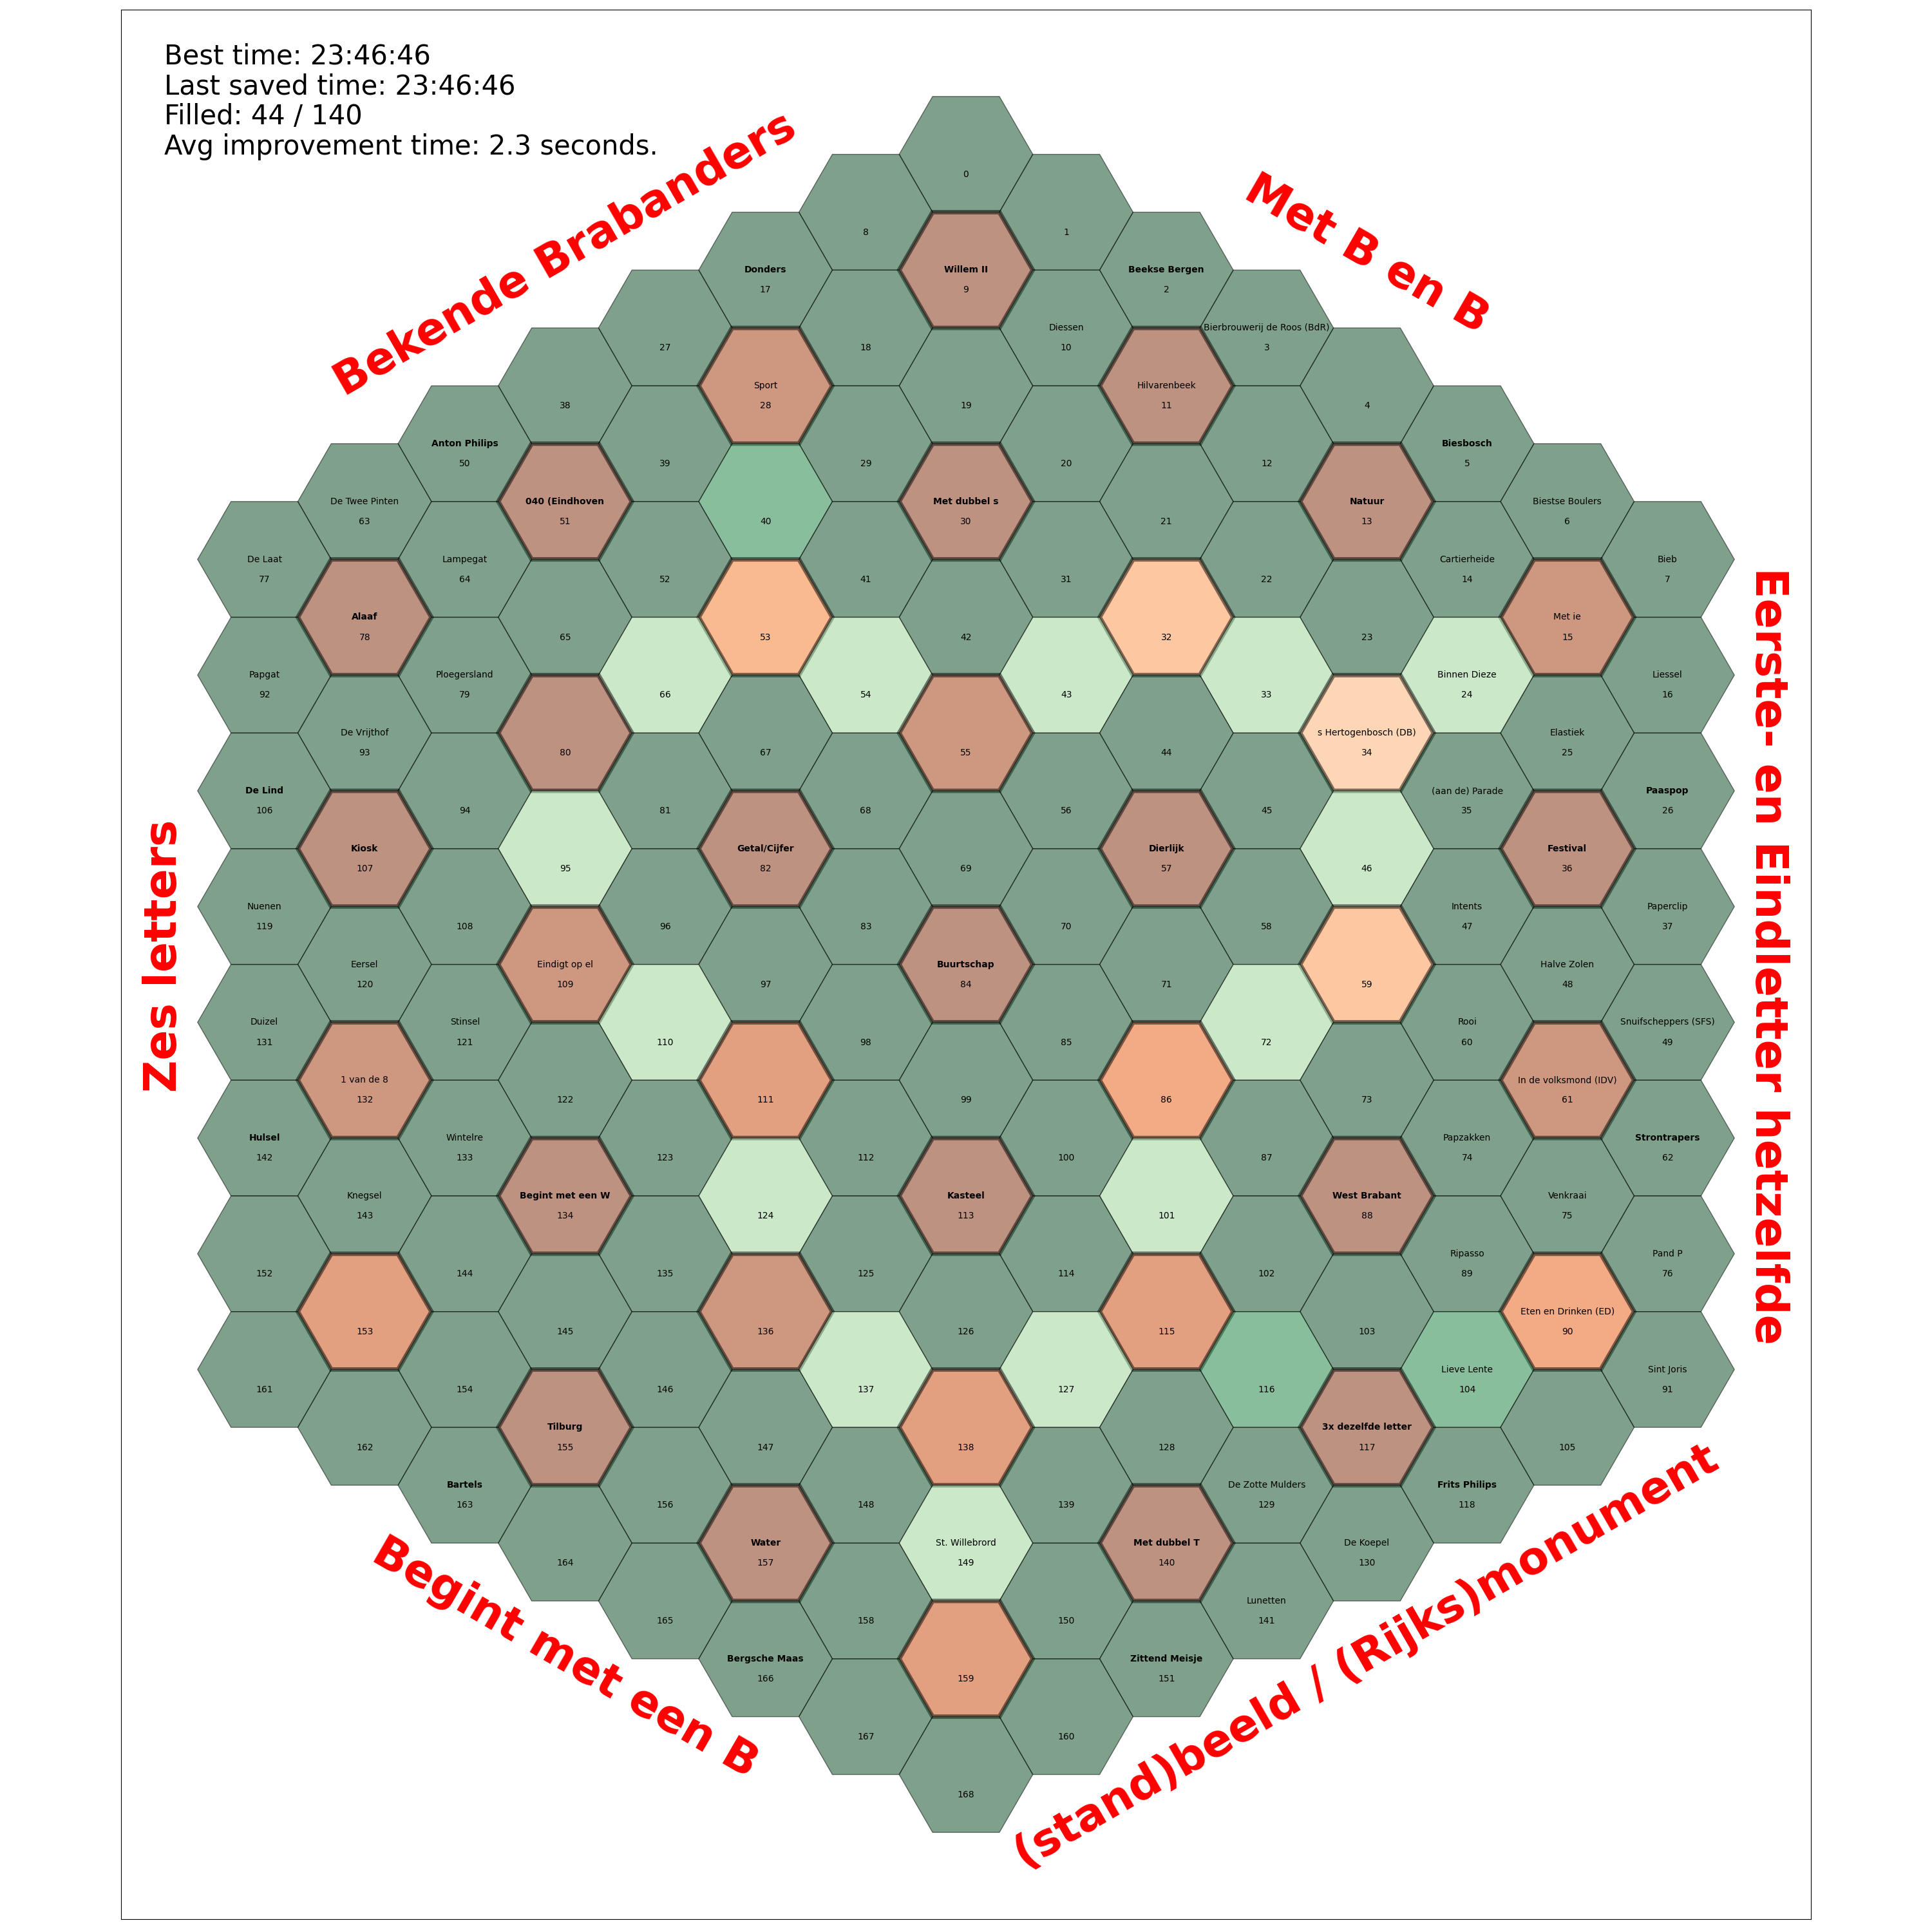 Best time: 23:46:46
Last saved time: 23:46:46
Filled: 44 / 140
Avg improvement time: 2.3 seconds.
Bekende Brabanders
Met B en B
Eerste- en Eindletter hetzelfde
(stand)beeld / (Rijks)monument
Begint met een B
Zes letters
0
8
1
Donders
17
Willem II
9
Beekse Bergen
2
27
18
Diessen
10
Bierbrouwerij de Roos (BdR)
3
38
Sport
28
19
Hilvarenbeek
11
4
Anton Philips
50
39
29
20
12
Biesbosch
5
De Twee Pinten
63
040 (Eindhoven
51
40
Met dubbel s
30
21
Natuur
13
Biestse Boulers
6
De Laat
77
Lampegat
64
52
41
31
22
Cartierheide
14
Bieb
7
Alaaf
78
65
53
42
32
23
Met ie
15
Papgat
92
Ploegersland
79
66
54
43
33
Binnen Dieze
24
Liessel
16
De Vrijthof
93
80
67
55
44
s Hertogenbosch (DB)
34
Elastiek
25
De Lind
106
94
81
68
56
45
(aan de) Parade
35
Paaspop
26
Kiosk
107
95
Getal/Cijfer
82
69
Dierlijk
57
46
Festival
36
Nuenen
119
108
96
83
70
58
Intents
47
Paperclip
37
Eersel
120
Eindigt op el
109
97
Buurtschap
84
71
59
Halve Zolen
48
Duizel
131
Stinsel
121
110
98
85
72
Rooi
60
Snuifscheppers (SFS)
49
1 van de 8
132
122
111
99
86
73
In de volksmond (IDV)
61
Hulsel
142
Wintelre
133
123
112
100
87
Papzakken
74
Strontrapers
62
Knegsel
143
Begint met een W
134
124
Kasteel
113
101
West Brabant
88
Venkraai
75
152
144
135
125
114
102
Ripasso
89
Pand P
76
153
145
136
126
115
103
Eten en Drinken (ED)
90
161
154
146
137
127
116
Lieve Lente
104
Sint Joris
91
162
Tilburg
155
147
138
128
3x dezelfde letter
117
105
Bartels
163
156
148
139
De Zotte Mulders
129
Frits Philips
118
164
Water
157
St. Willebrord
149
Met dubbel T
140
De Koepel
130
165
158
150
Lunetten
141
Bergsche Maas
166
159
Zittend Meisje
151
167
160
168